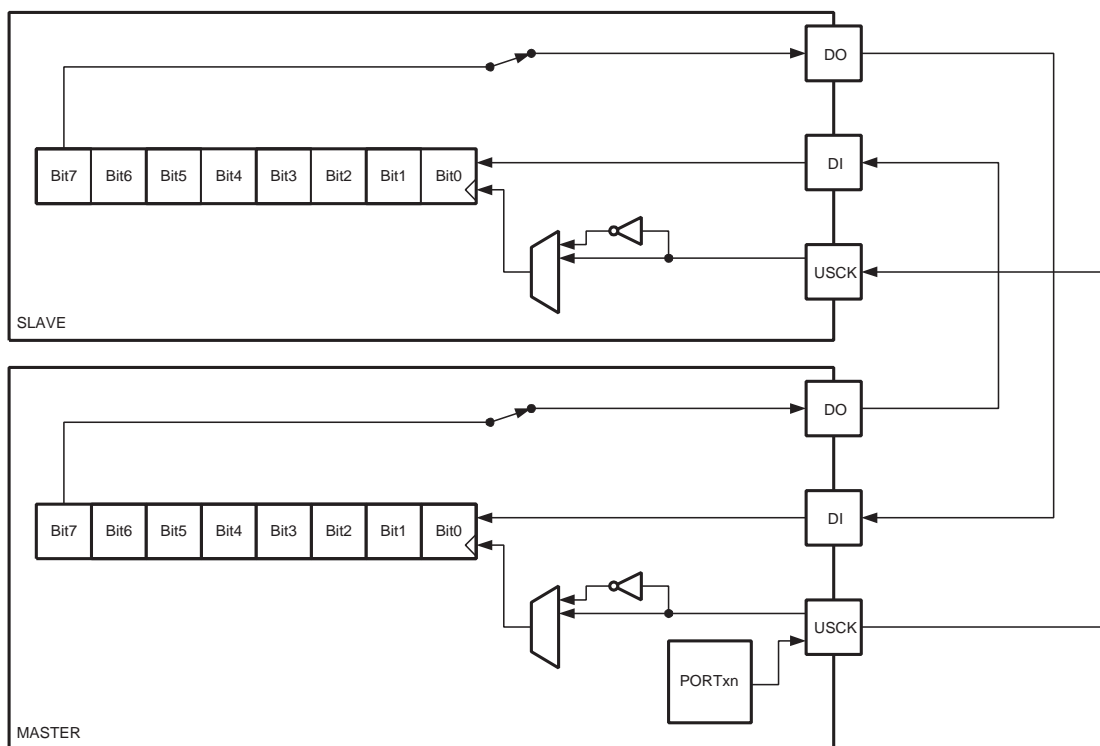 DO
Bit7 Bit6 Bit5 Bit4 Bit3 Bit2 Bit1 Bit0
DI
USCK
SLAVE
DO
Bit7 Bit6 Bit5 Bit4 Bit3 Bit2 Bit1 Bit0
DI
USCK
PORTxn
MASTER